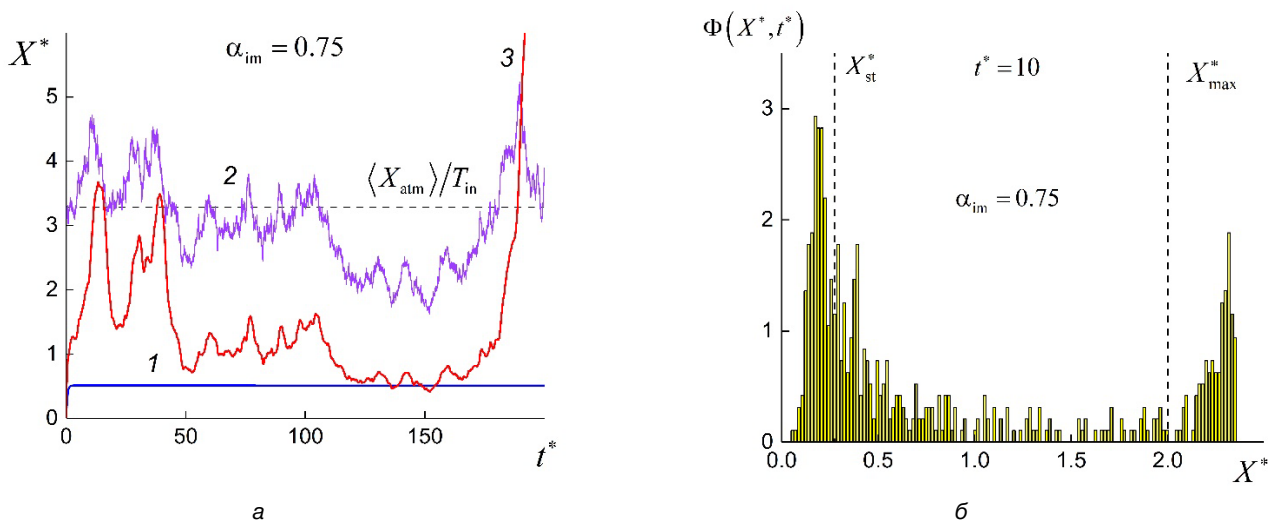 X*
α_im = 0.75
3
5
4
2
⟨X_atm⟩/T_in
3
2
1
1
0
0
50
100
150
t*
а
Φ(X*, t*)
X*_st
t* = 10
X*_max
3
α_im = 0.75
2
1
0
0.0
0.5
1.0
1.5
2.0
X*
б